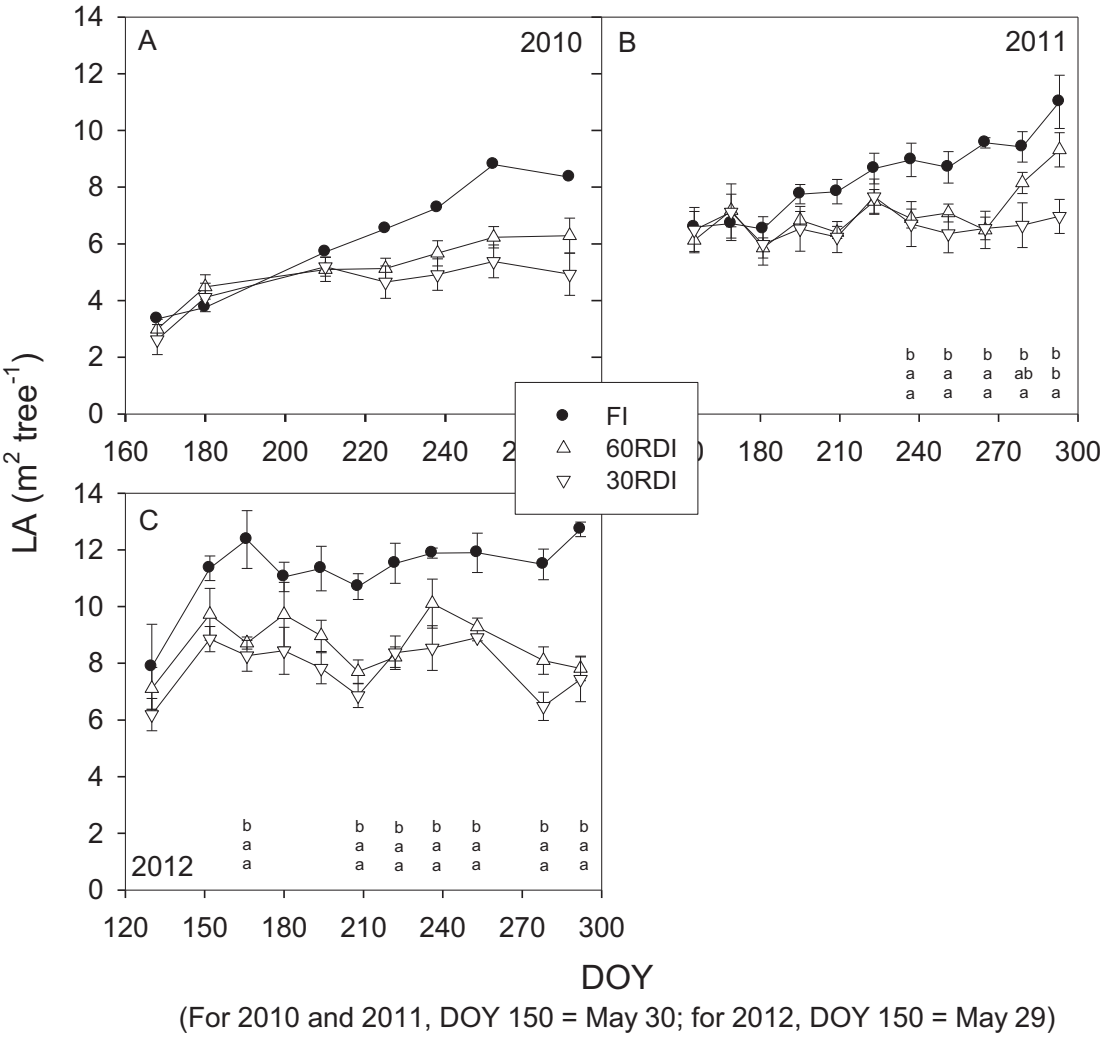 14
A
2010
B
2011
12
10
8
6
4
2
0
b b b b b
a a a ab b
a a a a a
160 180 200 220 240
180 210 240 270 300
FI
60RDI
30RDI
LA (m² tree⁻¹)
14
C
12
10
8
6
4
2
0
b b b b b b b
a a a a a a a
a a a a a a a
2012
120 150 180 210 240 270 300
DOY
(For 2010 and 2011, DOY 150 = May 30; for 2012, DOY 150 = May 29)